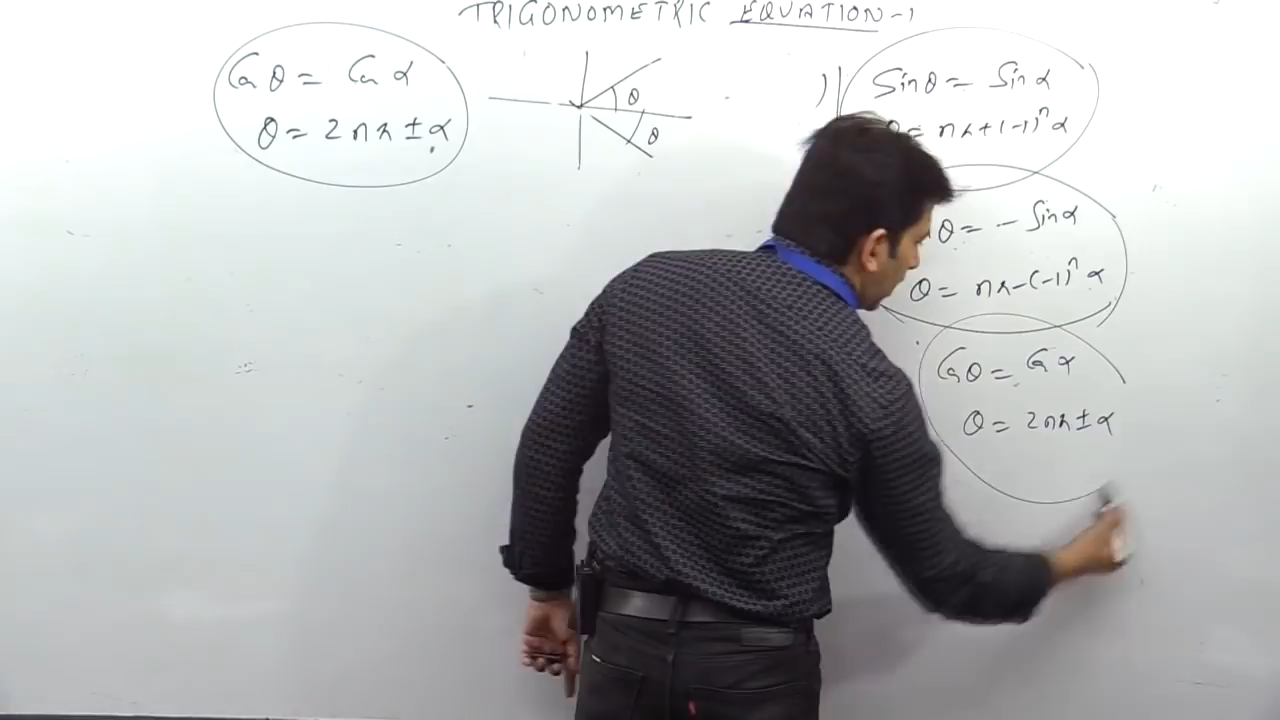 TRIGONOMETRIC EQUATION-1
Cos θ = Cos α
θ = 2nπ ± α
θ
θ
1)
Sin θ = Sin α
θ = nπ + (-1)ⁿ α
θ = - Sin α
θ = nπ - (-1)ⁿ α
Cos θ = Cos α
θ = 2nπ ± α